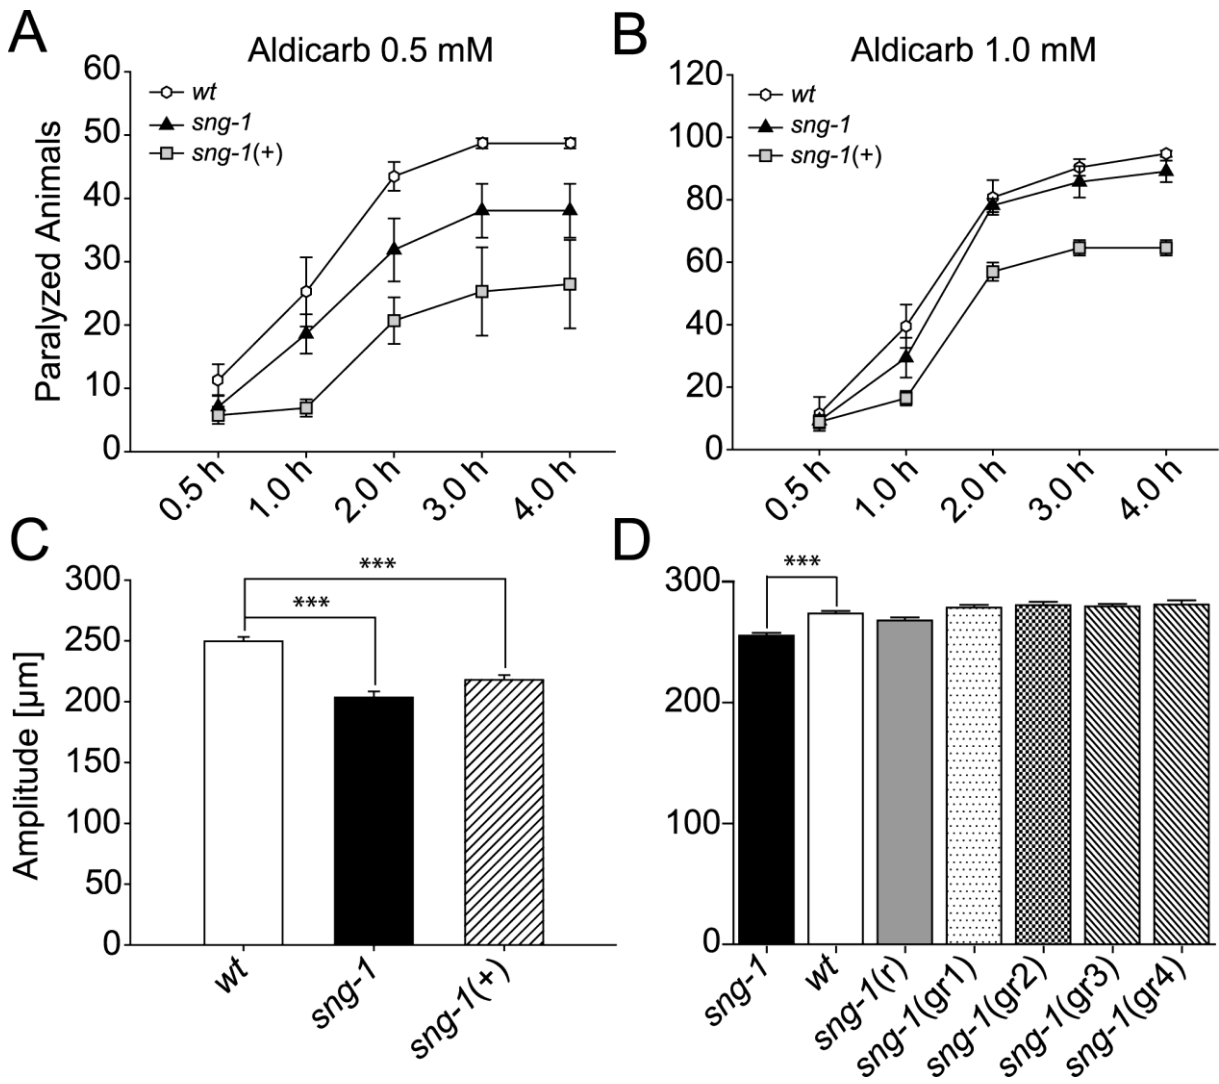 A
Aldicarb 0.5 mM
Paralyzed Animals
60
50
40
30
20
10
0
wt
sng-1
sng-1(+)
0.5 h
1.0 h
2.0 h
3.0 h
4.0 h
B
Aldicarb 1.0 mM
120
100
80
60
40
20
0
wt
sng-1
sng-1(+)
0.5 h
1.0 h
2.0 h
3.0 h
4.0 h
C
Amplitude [µm]
300
250
200
150
100
50
0
***
***
wt
sng-1
sng-1(+)
D
300
200
100
0
***
sng-1
wt
sng-1(r)
sng-1(gr1)
sng-1(gr2)
sng-1(gr3)
sng-1(gr4)